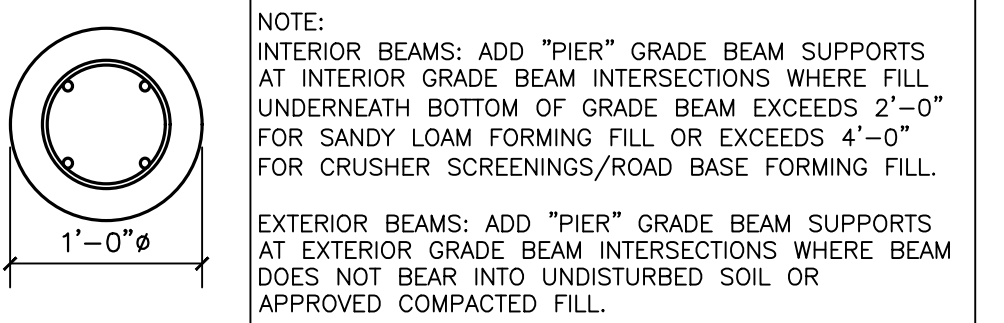 1'-0"ø
NOTE:
INTERIOR BEAMS: ADD "PIER" GRADE BEAM SUPPORTS
AT INTERIOR GRADE BEAM INTERSECTIONS WHERE FILL
UNDERNEATH BOTTOM OF GRADE BEAM EXCEEDS 2'-0"
FOR SANDY LOAM FORMING FILL OR EXCEEDS 4'-0"
FOR CRUSHER SCREENINGS/ROAD BASE FORMING FILL.
EXTERIOR BEAMS: ADD "PIER" GRADE BEAM SUPPORTS
AT EXTERIOR GRADE BEAM INTERSECTIONS WHERE BEAM
DOES NOT BEAR INTO UNDISTURBED SOIL OR
APPROVED COMPACTED FILL.